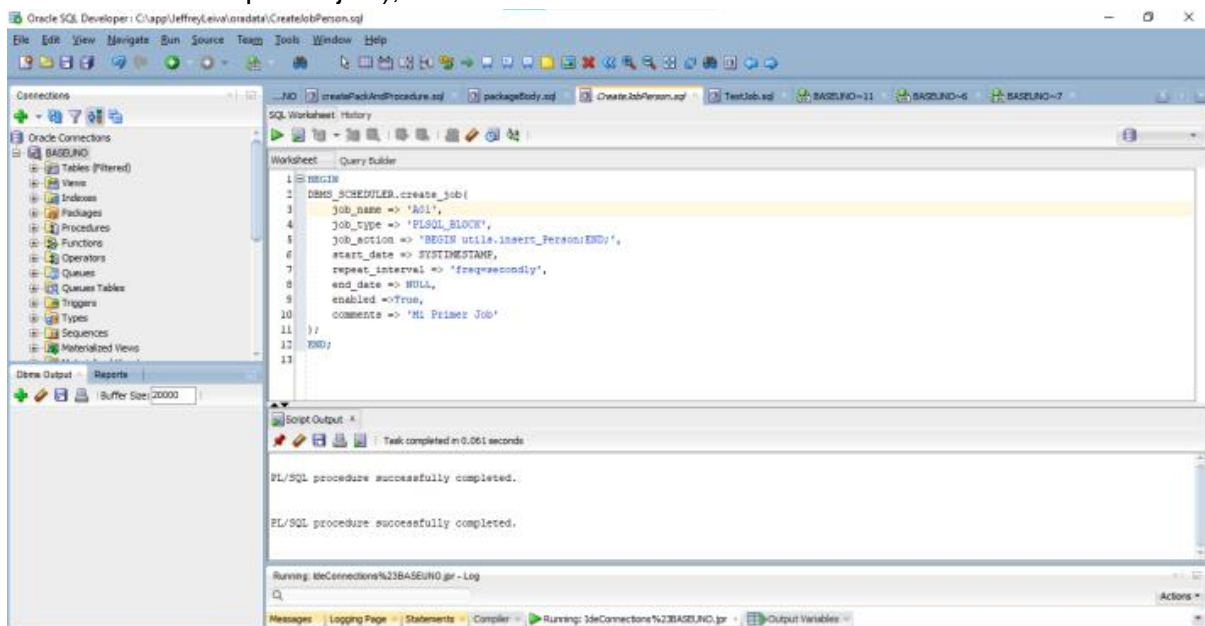 Oracle SQL Developer : C:\app\JeffreyLeiva\oradata\CreateJobPerson.sql
File Edit View Navigate Run Source Team Tools Window Help
Connections
...NO createPackAndProcedure.sql packageBody.sql CreateJobPerson.sql TestJob.sql BASEUNO~11 BASEUNO~6 BASEUNO~7
SQL Worksheet History
Oracle Connections
BASEUNO
Tables (Filtered)
Views
Indexes
Packages
Procedures
Functions
Operators
Queues
Queues Tables
Triggers
Types
Sequences
Materialized Views
Worksheet Query Builder
1 BEGIN
2 DBMS_SCHEDULER.create_job(
3 job_name => 'A01',
4 job_type => 'PLSQL_BLOCK',
5 job_action => 'BEGIN utils.insert_Person;END;',
6 start_date => SYSTIMESTAMP,
7 repeat_interval => 'freq=secondly',
8 end_date => NULL,
9 enabled =>True,
10 comments => 'Mi Primer Job'
11 );
12 END;
13
Dbms Output Reports
Buffer Size: 20000
Script Output
Task completed in 0.061 seconds
PL/SQL procedure successfully completed.
PL/SQL procedure successfully completed.
Running: IdeConnections%23BASEUNO.jpr - Log
Actions
Messages Logging Page Statements Compiler Running: IdeConnections%23BASEUNO.jpr Output Variables